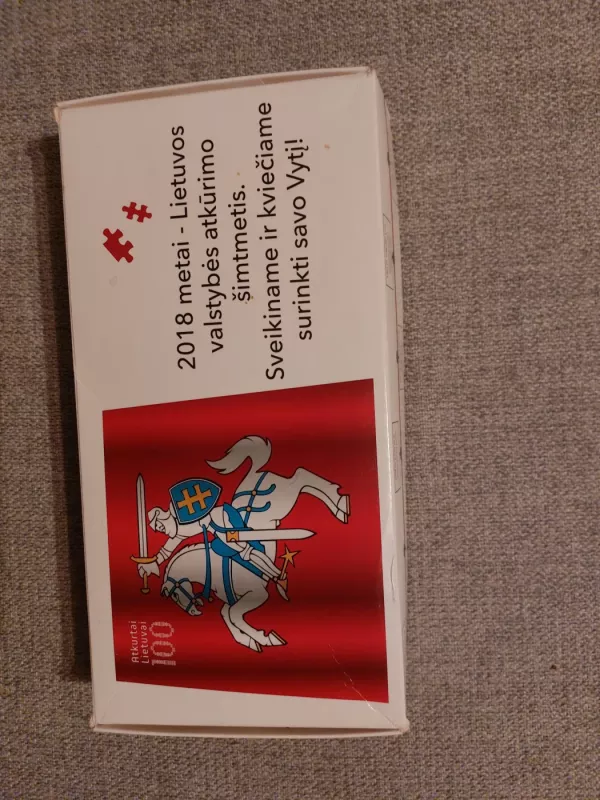 2018 metai - Lietuvos
valstybės atkūrimo
šimtmetis.
Sveikiname ir kviečiame
surinkti savo Vytį!
Atkurtai
Lietuvai
100